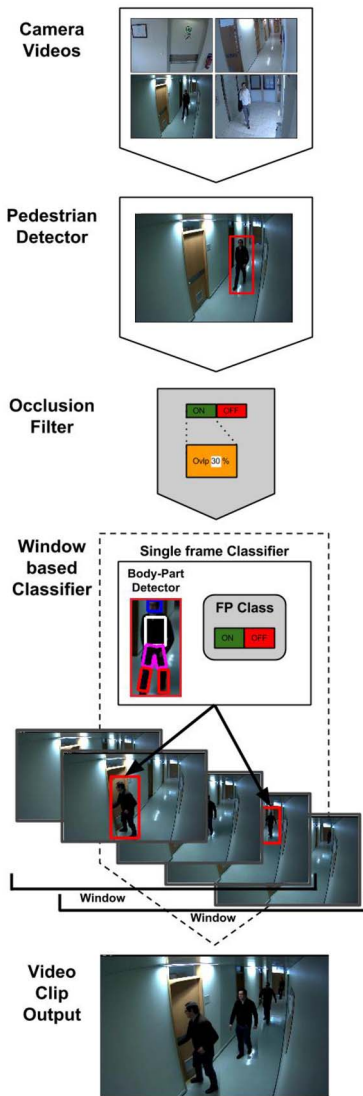 Camera
Videos
Pedestrian
Detector
Occlusion
Filter
ON OFF
Ovlp 30 %
Window
based
Classifier
Single frame Classifier
Body-Part
Detector
FP Class
ON OFF
Window
Window
Video
Clip
Output